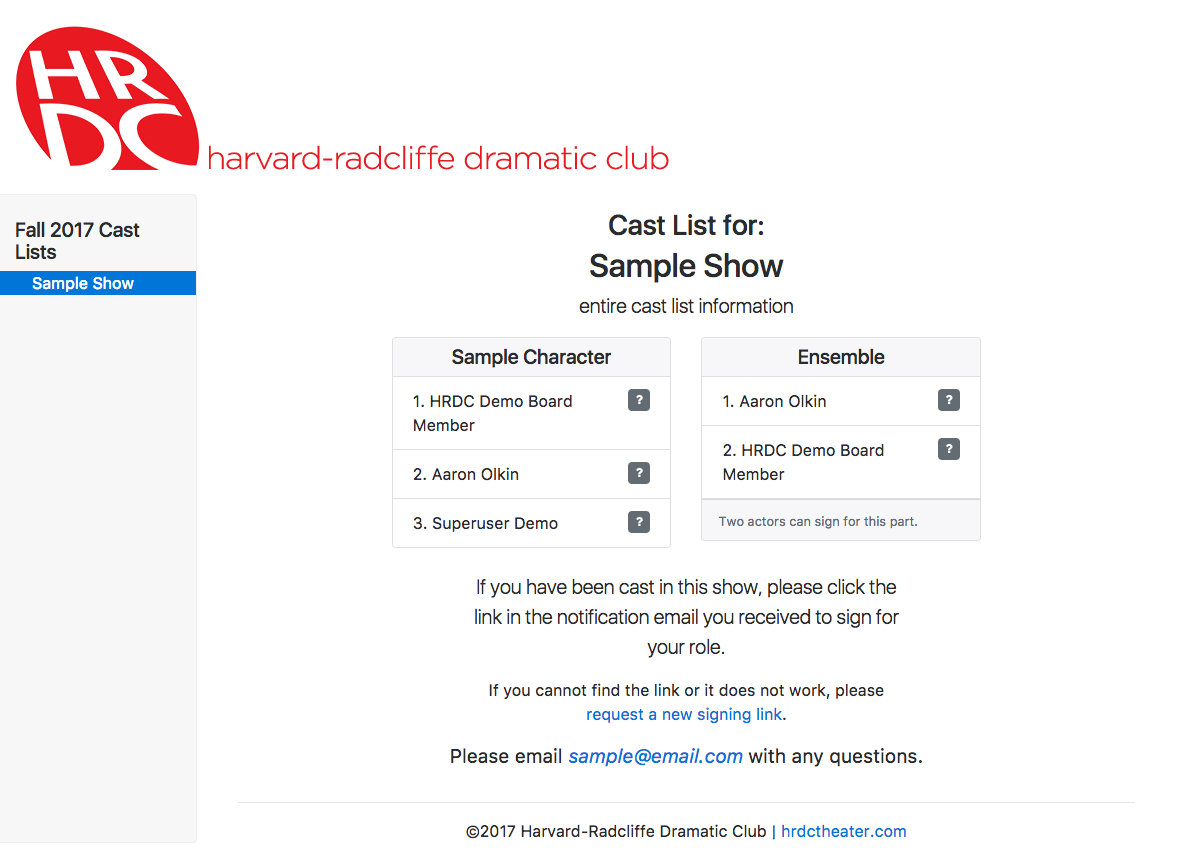 HR
DC
harvard-radcliffe dramatic club
Fall 2017 Cast
Lists
Sample Show
Cast List for:
Sample Show
entire cast list information
Sample Character
1. HRDC Demo Board
Member
?
2. Aaron Olkin
?
3. Superuser Demo
?
Ensemble
1. Aaron Olkin
?
2. HRDC Demo Board
Member
?
Two actors can sign for this part.
If you have been cast in this show, please click the
link in the notification email you received to sign for
your role.
If you cannot find the link or it does not work, please
request a new signing link.
Please email sample@email.com with any questions.
©2017 Harvard-Radcliffe Dramatic Club | hrdctheater.com